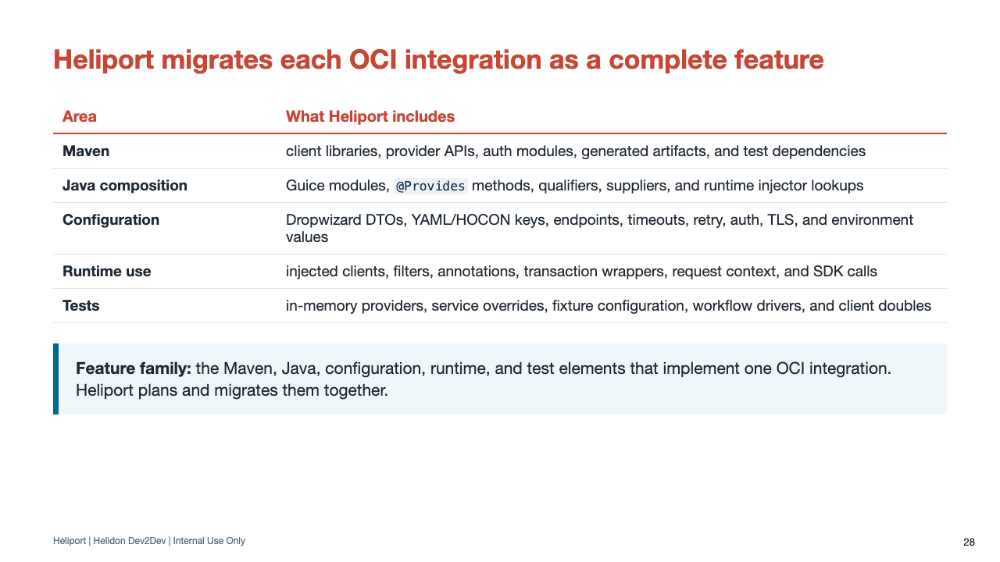 Heliport migrates each OCI integration as a complete feature
Area What Heliport includes
Maven client libraries, provider APIs, auth modules, generated artifacts, and test dependencies
Java composition Guice modules, @Provides methods, qualifiers, suppliers, and runtime injector lookups
Configuration Dropwizard DTOs, YAML/HOCON keys, endpoints, timeouts, retry, auth, TLS, and environment
values
Runtime use injected clients, filters, annotations, transaction wrappers, request context, and SDK calls
Tests in-memory providers, service overrides, fixture configuration, workflow drivers, and client doubles
Feature family: the Maven, Java, configuration, runtime, and test elements that implement one OCI integration.
Heliport plans and migrates them together.
Heliport | Helidon Dev2Dev | Internal Use Only
28